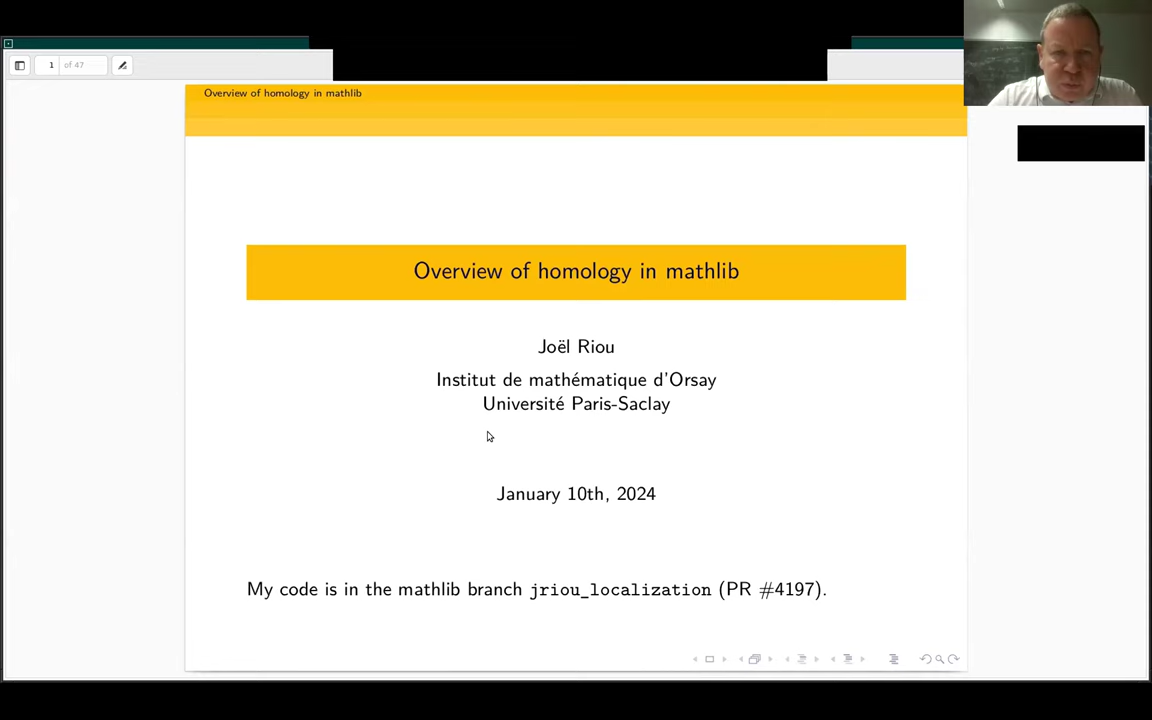 1 of 47
Overview of homology in mathlib
Overview of homology in mathlib
Joël Riou
Institut de mathématique d'Orsay
Université Paris-Saclay
January 10th, 2024
My code is in the mathlib branch jriou_localization (PR #4197).